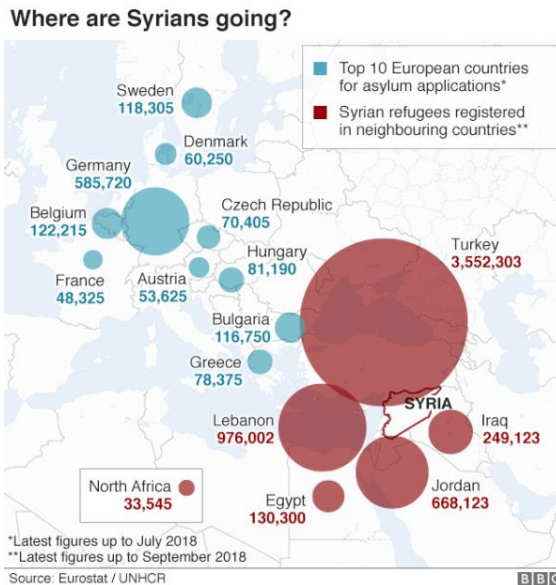 Where are Syrians going?
Top 10 European countries
for asylum applications*
Syrian refugees registered
in neighbouring countries**
Sweden
118,305
Denmark
60,250
Germany
585,720
Czech Republic
70,405
Belgium
122,215
Hungary
81,190
Turkey
3,552,303
France
48,325
Austria
53,625
Bulgaria
116,750
Greece
78,375
SYRIA
Lebanon
976,002
Iraq
249,123
North Africa
33,545
Egypt
130,300
Jordan
668,123
*Latest figures up to July 2018
**Latest figures up to September 2018
Source: Eurostat / UNHCR
BBC